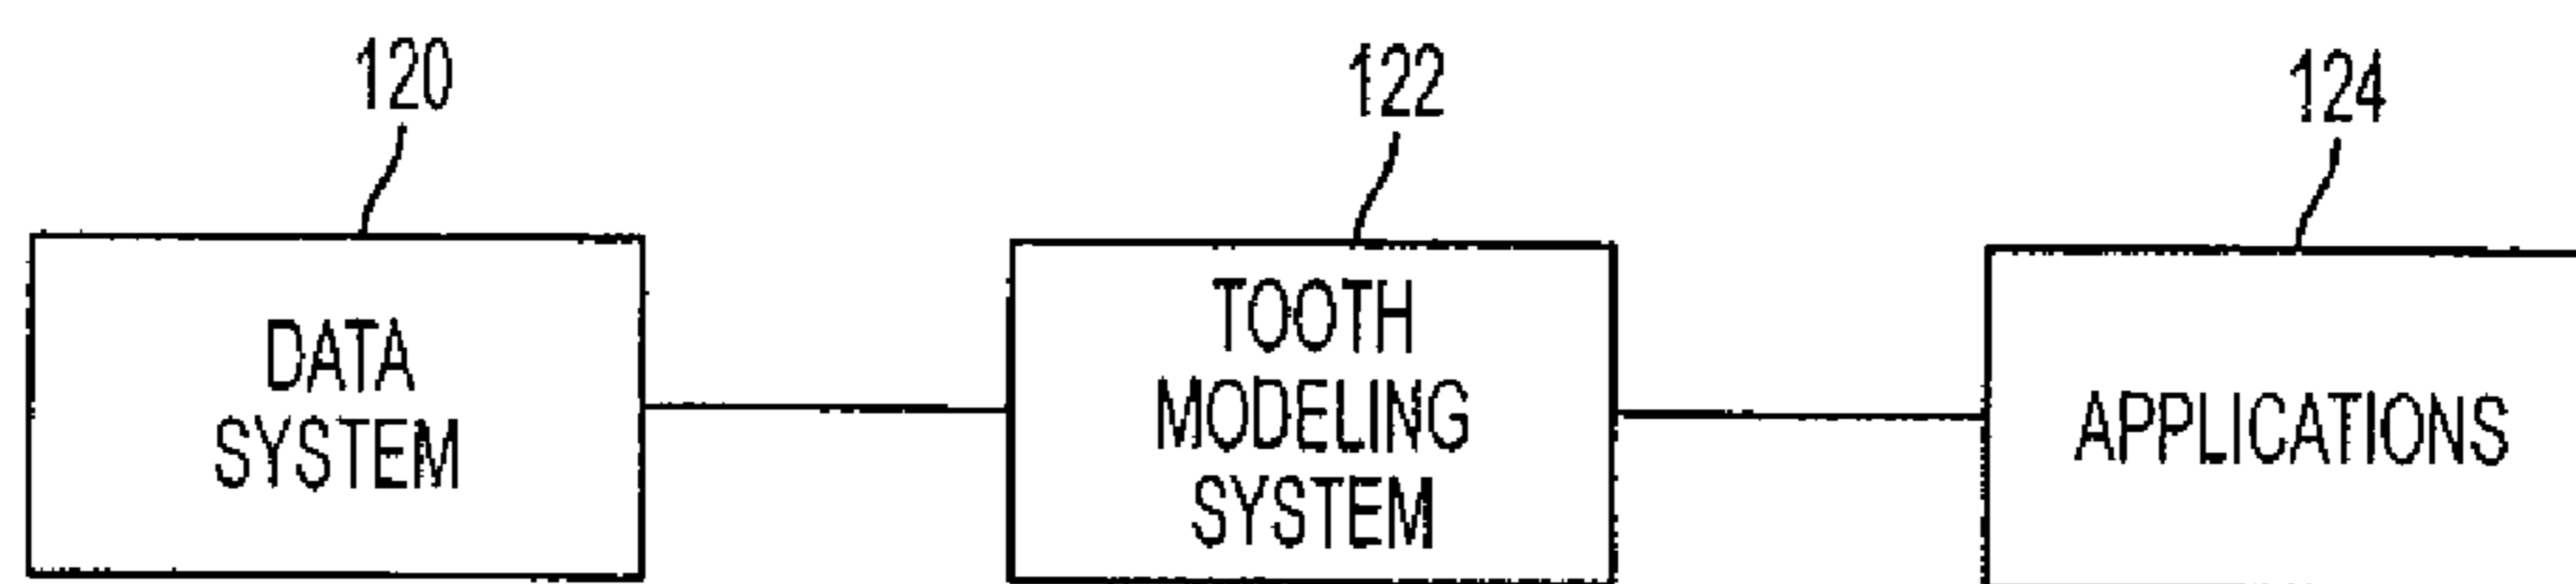 120
122
124
DATA
SYSTEM
TOOTH
MODELING
SYSTEM
APPLICATIONS